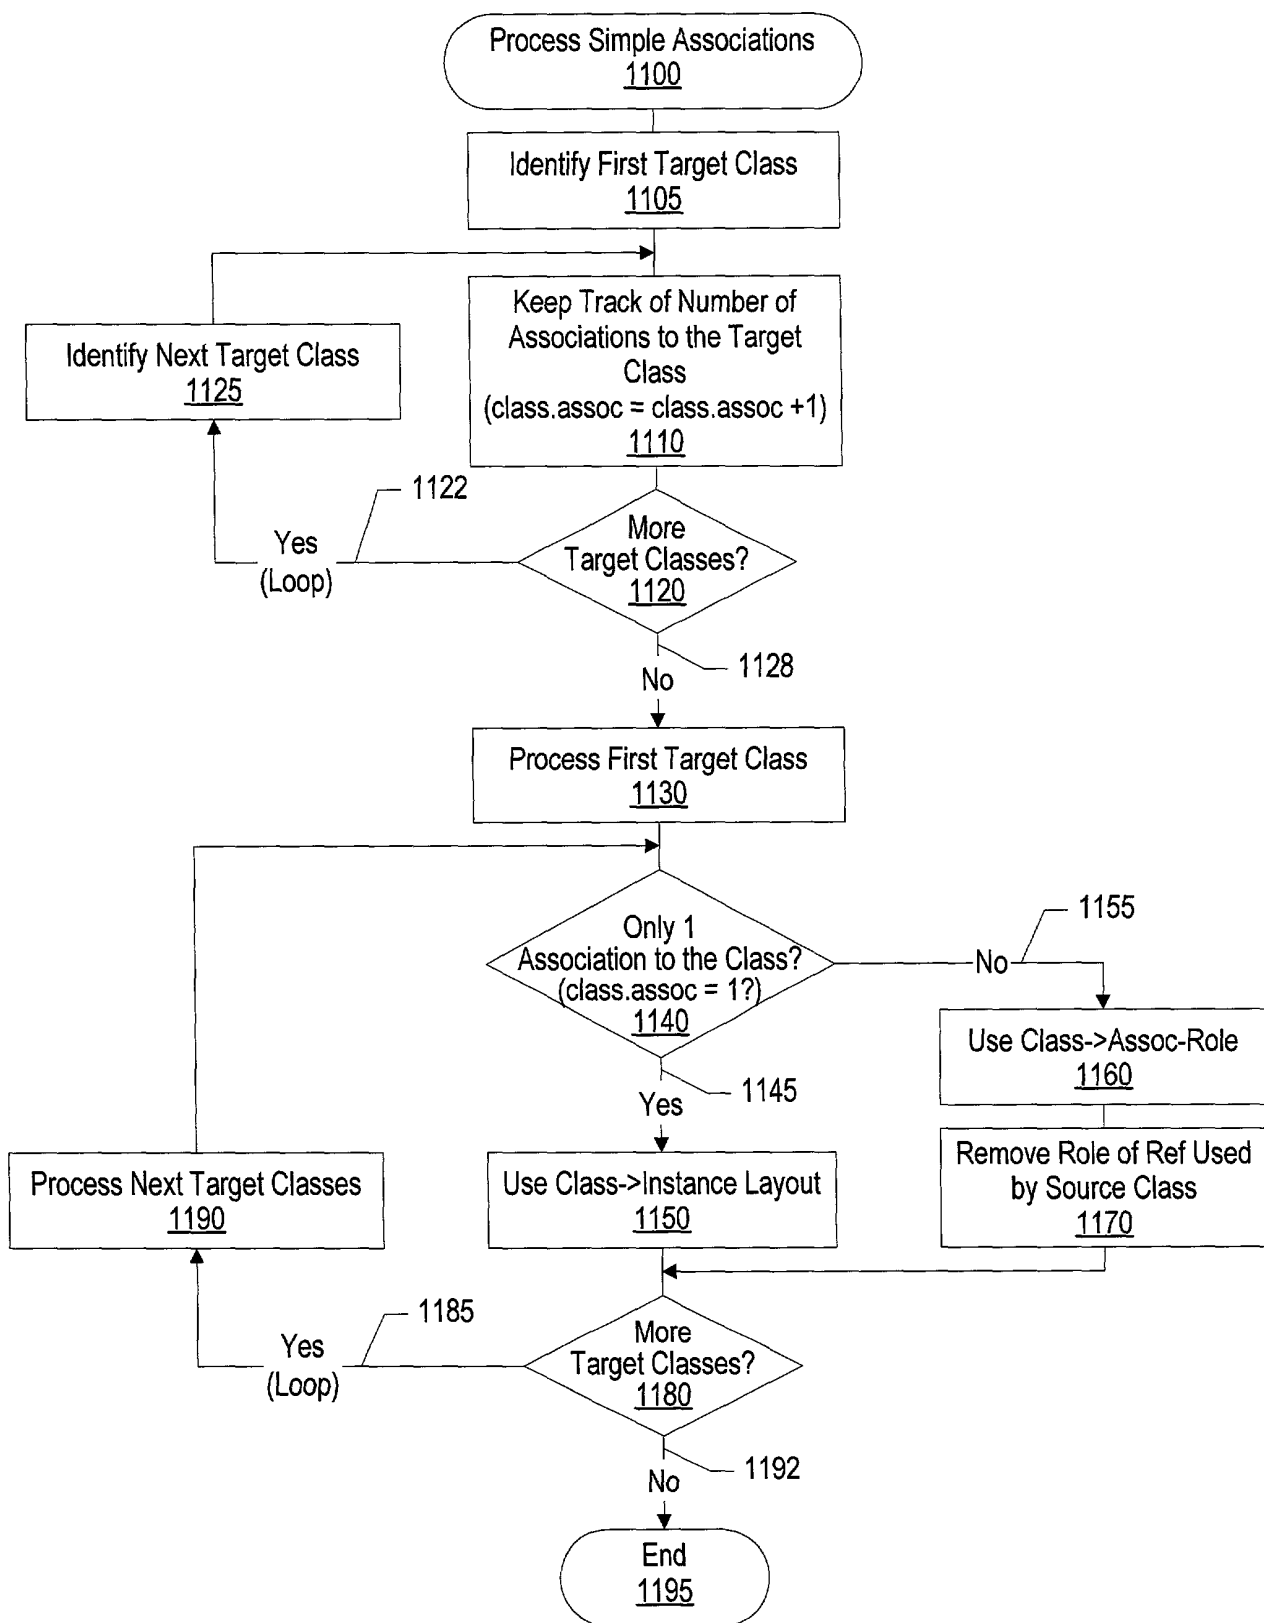 Process Simple Associations
1100
Identify First Target Class
1105
Keep Track of Number of
Associations to the Target
Class
(class.assoc = class.assoc +1)
1110
Identify Next Target Class
1125
1122
Yes
(Loop)
More
Target Classes?
1120
1128
No
Process First Target Class
1130
Only 1
Association to the Class?
(class.assoc = 1?)
1140
1155
No
Use Class->Assoc-Role
1160
1145
Yes
Remove Role of Ref Used
by Source Class
1170
Process Next Target Classes
1190
Use Class->Instance Layout
1150
1185
Yes
(Loop)
More
Target Classes?
1180
1192
No
End
1195